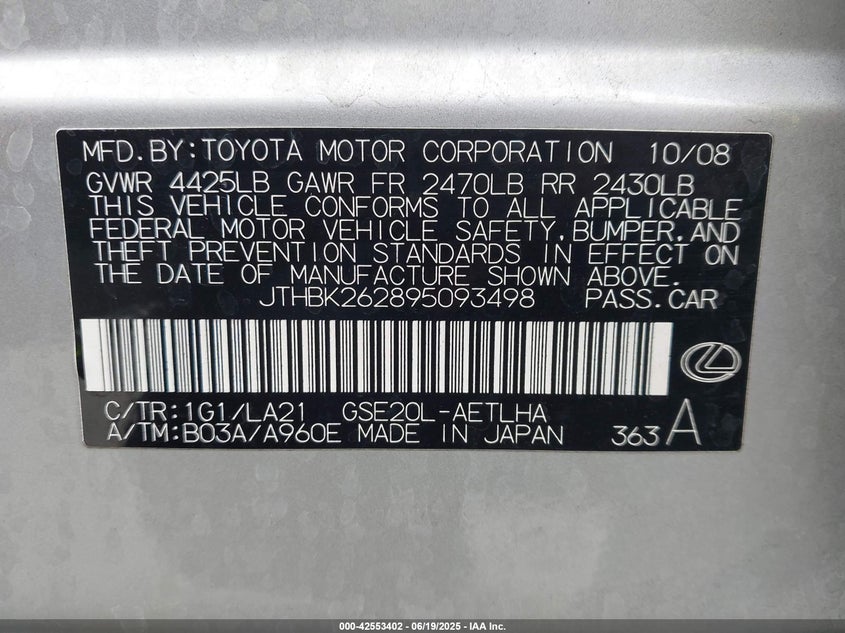 MFD.BY:TOYOTA MOTOR CORPORATION 10/08
GVWR 4425LB GAWR FR 2470LB RR 2430LB
THIS VEHICLE CONFORMS TO ALL APPLICABLE
FEDERAL MOTOR VEHICLE SAFETY,BUMPER,AND
THEFT PREVENTION STANDARDS IN EFFECT ON
THE DATE OF MANUFACTURE SHOWN ABOVE.
JTHBK262895093498 PASS.CAR
C/TR:1G1/LA21 GSE20L-AETLHA
A/TM:B03A/A960E MADE IN JAPAN 363 A
000-42553402 - 06/19/2025 - IAA Inc.